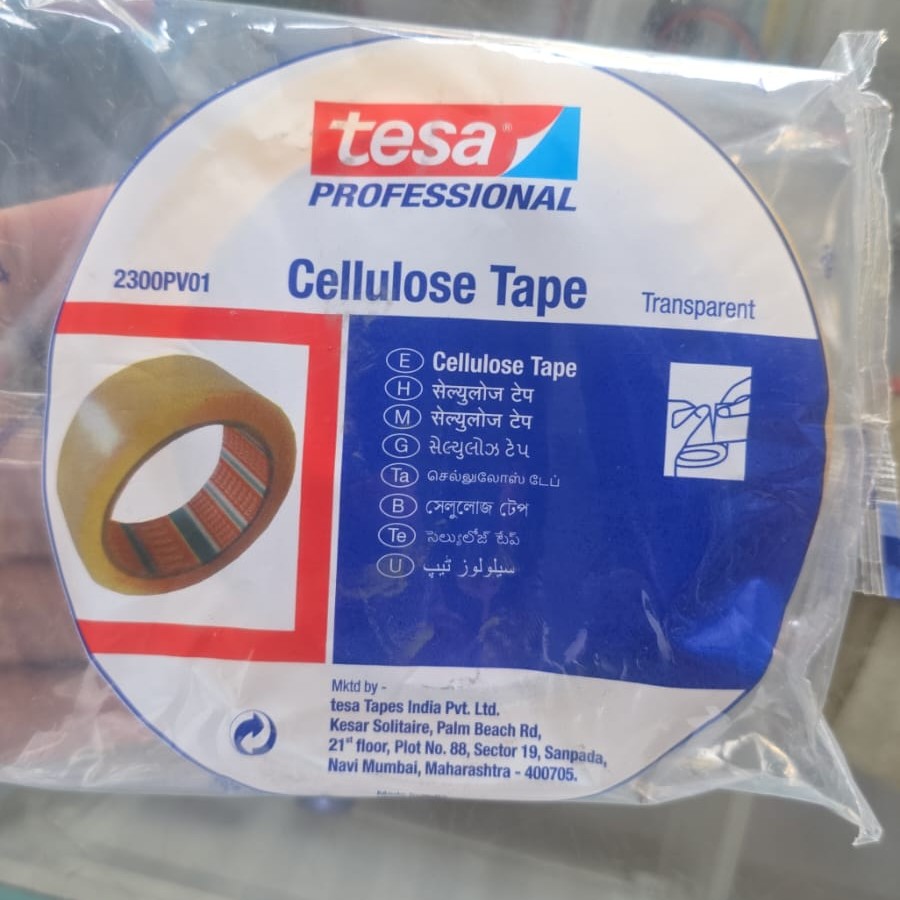 tesa®
PROFESSIONAL
2300PV01
Cellulose Tape
Transparent
E Cellulose Tape
H सेल्युलोज टेप
M सेल्युलोज टेप
G સેલ્યુલોઝ ટેપ
Ta செல்லுலோஸ் டேப்
B সেলুলোজ টেপ
Te సెల్యులోజ్ టేప్
U سیلولوز ٹیپ
Mktd by -
tesa Tapes India Pvt. Ltd.
Kesar Solitaire, Palm Beach Rd,
21st floor, Plot No. 88, Sector 19, Sanpada,
Navi Mumbai, Maharashtra - 400705.